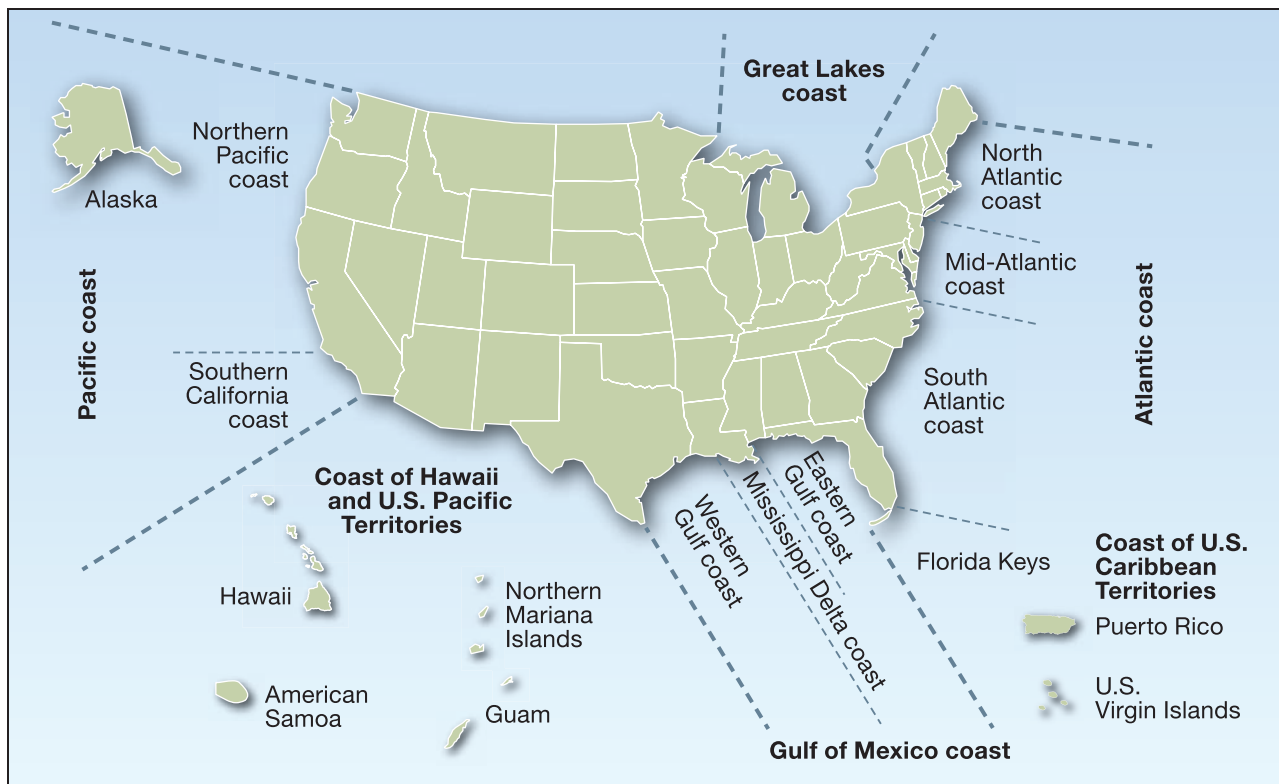 Great Lakes
coast
Northern
Pacific
coast
Alaska
North
Atlantic
coast
Mid-Atlantic
coast
Pacific coast
Atlantic coast
Southern
California
coast
South
Atlantic
coast
Coast of Hawaii
and U.S. Pacific
Territories
Western
Gulf coast
Mississippi Delta coast
Eastern
Gulf coast
Florida Keys
Coast of U.S.
Caribbean
Territories
Hawaii
Northern
Mariana
Islands
Puerto Rico
American
Samoa
Guam
U.S.
Virgin Islands
Gulf of Mexico coast